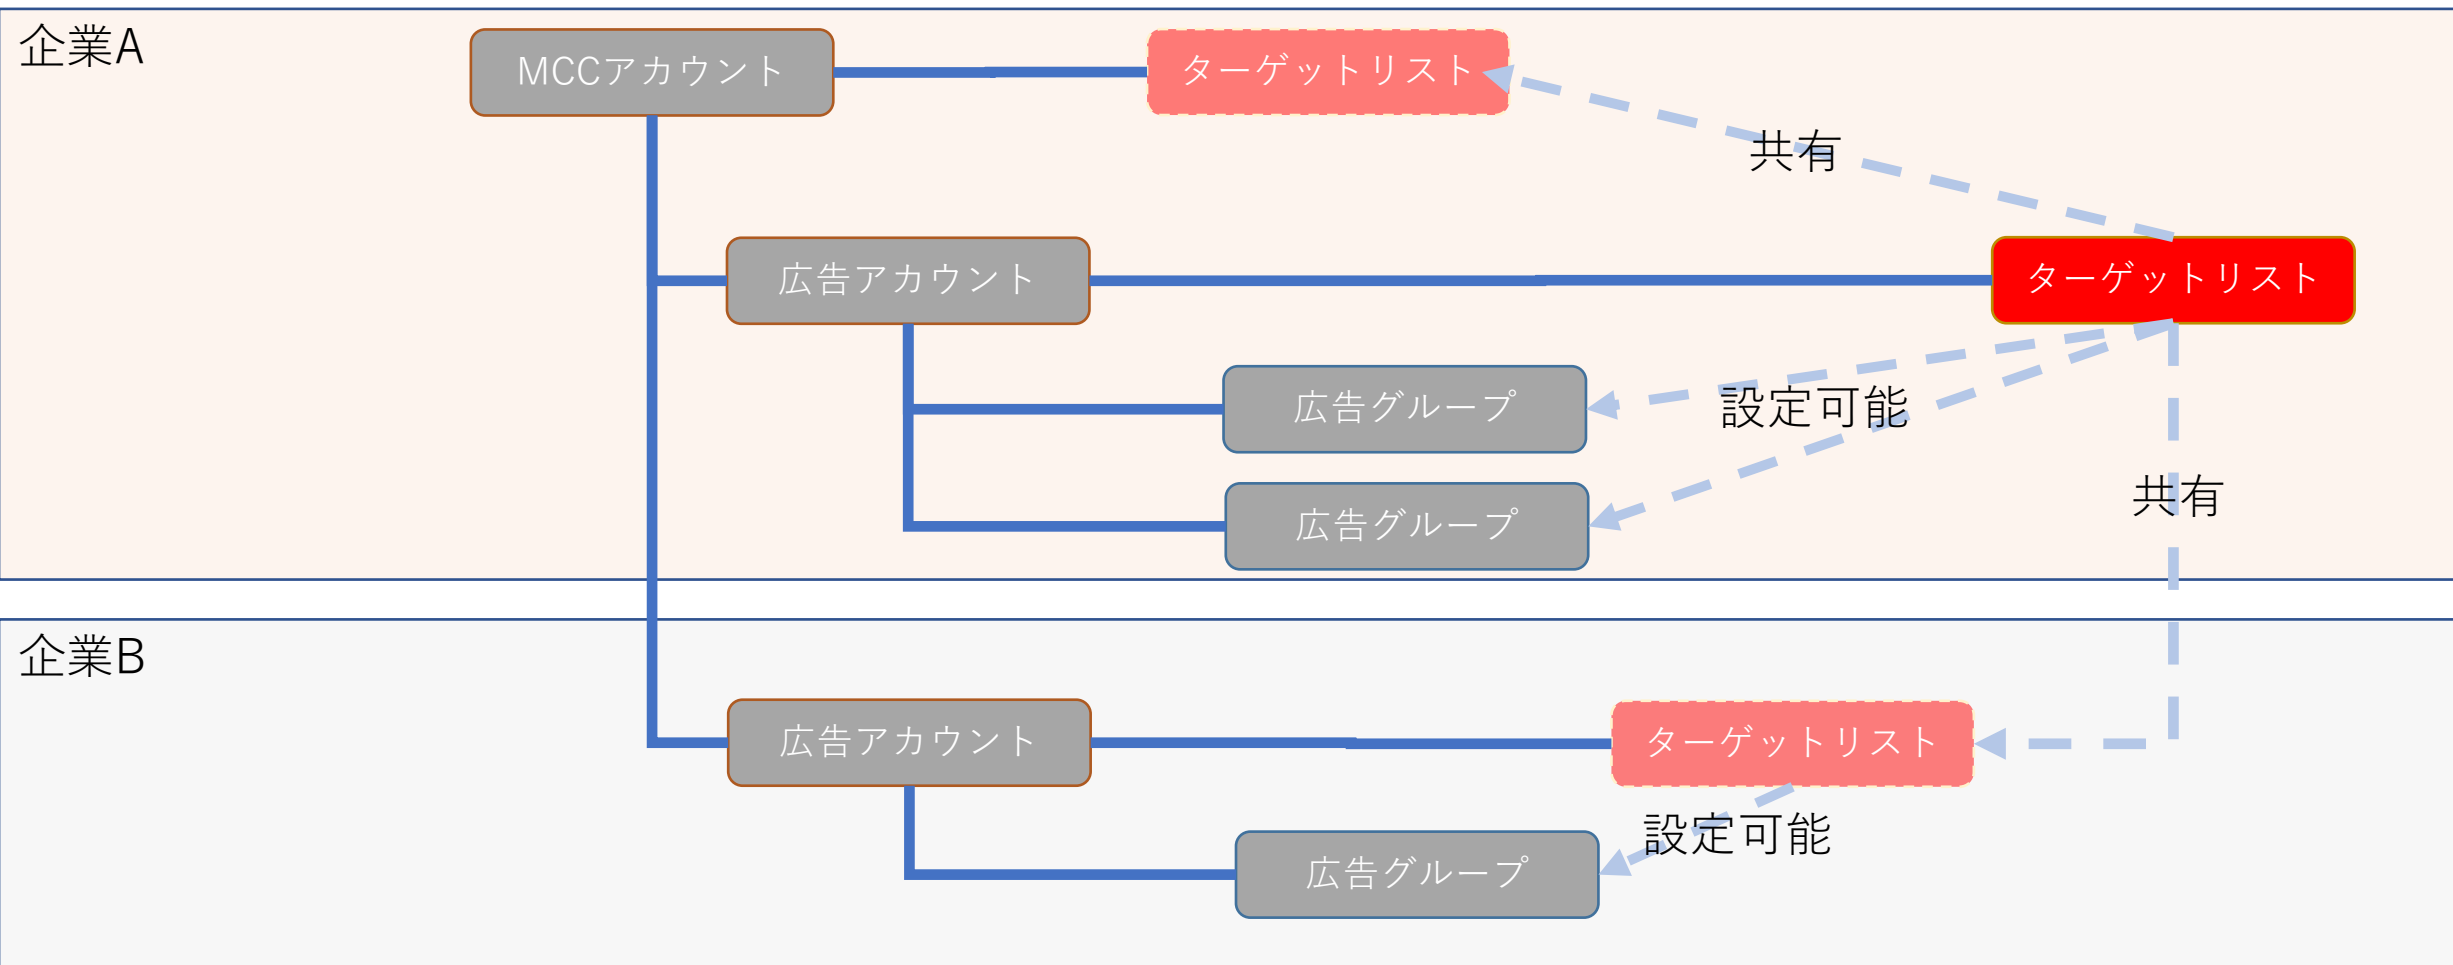 企業A
MCCアカウント
ターゲットリスト
共有
広告アカウント
ターゲットリスト
広告グループ
設定可能
広告グループ
共有
企業B
広告アカウント
ターゲットリスト
設定可能
広告グループ